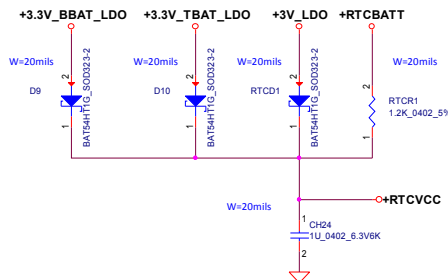 +3.3V_BBAT_LDO
+3.3V_TBAT_LDO
+3V_LDO
+RTCBATT
W=20mils
W=20mils
W=20mils
2
2
2
2
D9
D10
RTCD1
RTCR1
1.2K_0402_5%
BAT54HT1G_SOD323-2
BAT54HT1G_SOD323-2
BAT54HT1G_SOD323-2
1
1
1
1
+RTCVCC
W=20mils
1
CH24
1U_0402_6.3V6K
2